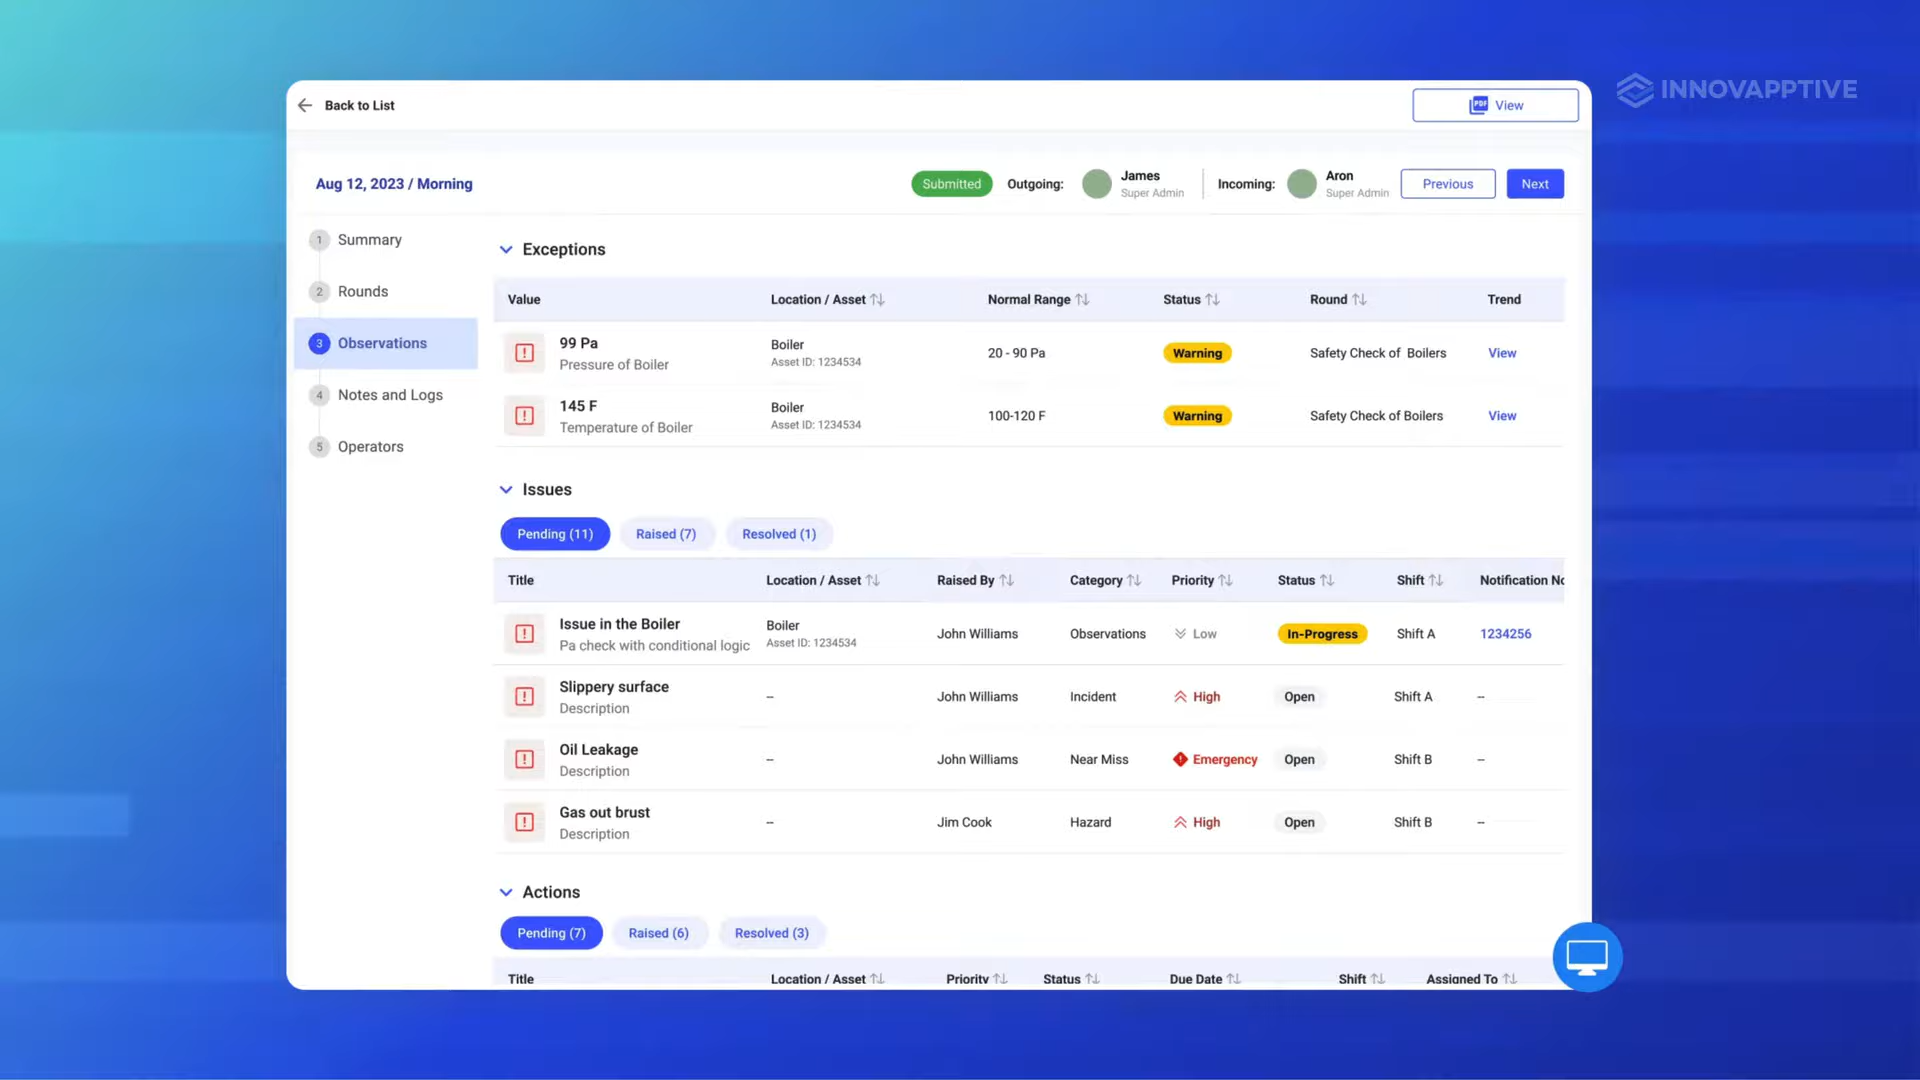 INNOVAPPTIVE
Back to List
PDF View
Aug 12, 2023 / Morning
Submitted
Outgoing:
James
Super Admin
Incoming:
Aron
Super Admin
Previous
Next
1 Summary
2 Rounds
3 Observations
4 Notes and Logs
5 Operators
Exceptions
Value Location / Asset Normal Range Status Round Trend
99 Pa
Pressure of Boiler
Boiler
Asset ID: 1234534
20 - 90 Pa
Warning
Safety Check of Boilers
View
145 F
Temperature of Boiler
Boiler
Asset ID: 1234534
100-120 F
Warning
Safety Check of Boilers
View
Issues
Pending (11) Raised (7) Resolved (1)
Title Location / Asset Raised By Category Priority Status Shift Notification No
Issue in the Boiler
Pa check with conditional logic
Boiler
Asset ID: 1234534
John Williams
Observations
Low
In-Progress
Shift A
1234256
Slippery surface
Description
--
John Williams
Incident
High
Open
Shift A
--
Oil Leakage
Description
--
John Williams
Near Miss
Emergency
Open
Shift B
--
Gas out brust
Description
--
Jim Cook
Hazard
High
Open
Shift B
--
Actions
Pending (7) Raised (6) Resolved (3)
Title Location / Asset Priority Status Due Date Shift Assigned To